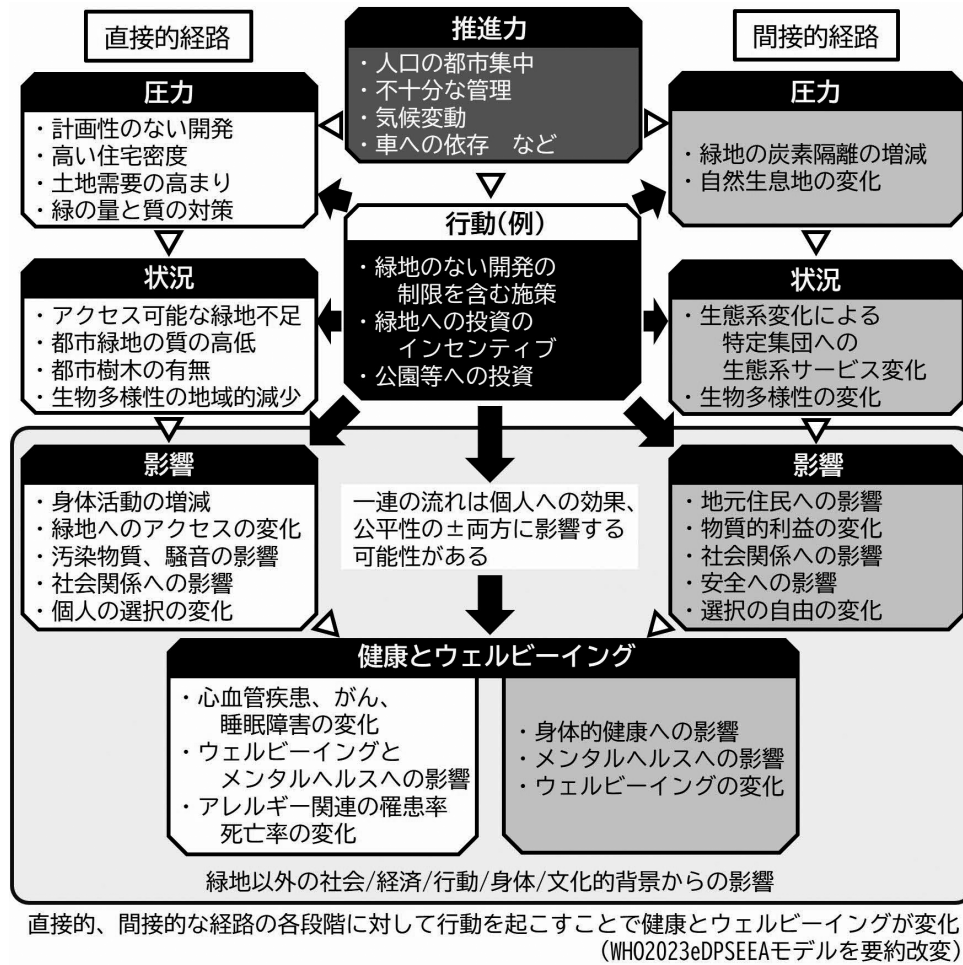 直接的経路
推進力
・人口の都市集中
・不十分な管理
・気候変動
・車への依存 など
間接的経路
圧力
・計画性のない開発
・高い住宅密度
・土地需要の高まり
・緑の量と質の対策
圧力
・緑地の炭素隔離の増減
・自然生息地の変化
行動(例)
・緑地のない開発の
制限を含む施策
・緑地への投資の
インセンティブ
・公園等への投資
状況
・アクセス可能な緑地不足
・都市緑地の質の高低
・都市樹木の有無
・生物多様性の地域的減少
状況
・生態系変化による
特定集団への
生態系サービス変化
・生物多様性の変化
影響
・身体活動の増減
・緑地へのアクセスの変化
・汚染物質、騒音の影響
・社会関係への影響
・個人の選択の変化
一連の流れは個人への効果、
公平性の±両方に影響する
可能性がある
影響
・地元住民への影響
・物質的利益の変化
・社会関係への影響
・安全への影響
・選択の自由の変化
健康とウェルビーイング
・心血管疾患、がん、
睡眠障害の変化
・ウェルビーイングと
メンタルヘルスへの影響
・アレルギー関連の罹患率
死亡率の変化
・身体的健康への影響
・メンタルヘルスへの影響
・ウェルビーイングの変化
緑地以外の社会/経済/行動/身体/文化的背景からの影響
直接的、間接的な経路の各段階に対して行動を起こすことで健康とウェルビーイングが変化
(WHO2023eDPSEEAモデルを要約改変)